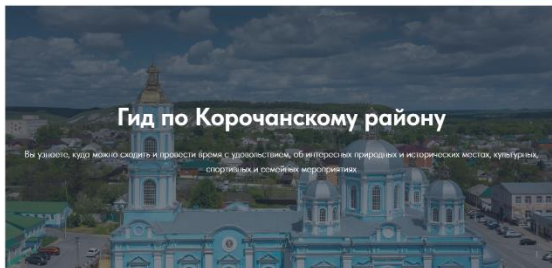 Гид по Корочанскому району
Вы узнаете, куда можно сходить и провести время с удовольствием, об интересных природных и исторических местах, культурных,
спортивных и семейных мероприятиях